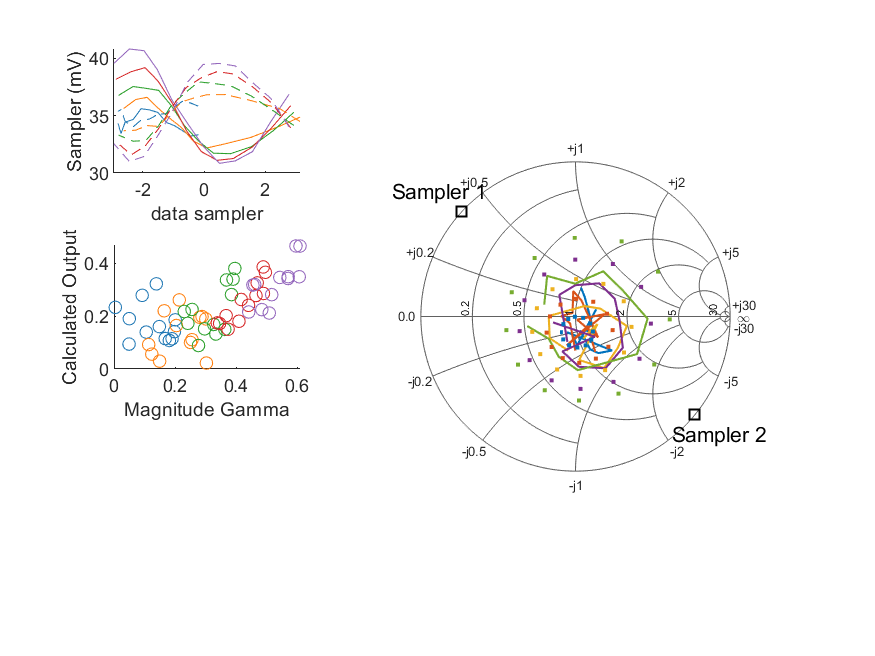 40
35
30
Sampler (mV)
-2
0
2
data sampler
0.4
0.2
0
Calculated Output
0
0.2
0.4
0.6
Magnitude Gamma
+j1
+j0.5
+j2
Sampler 1
+j0.2
+j5
0.0
0.2
0.5
1
2
5
30
+j30
∞
-j30
-j0.2
-j5
Sampler 2
-j0.5
-j2
-j1